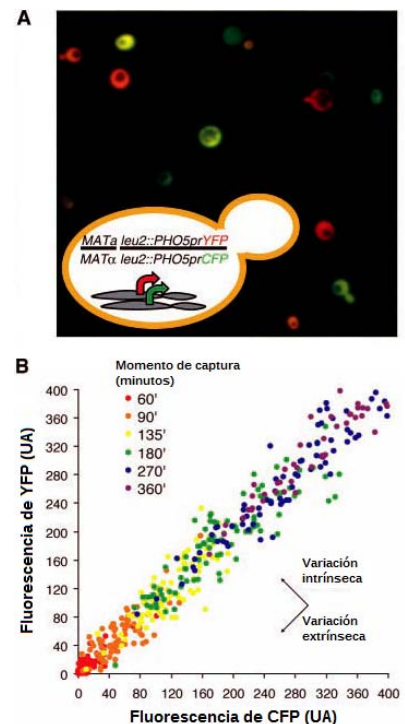 A
MATa leu2::PHO5prYFP
MATα leu2::PHO5prCFP
B
Momento de captura
(minutos)
60'
90'
135'
180'
270'
360'
400
360
320
280
240
200
160
120
80
40
0
Fluorescencia de YFP (UA)
Variación
intrínseca
Variación
extrínseca
0 40 80 120 160 200 240 280 320 360 400
Fluorescencia de CFP (UA)